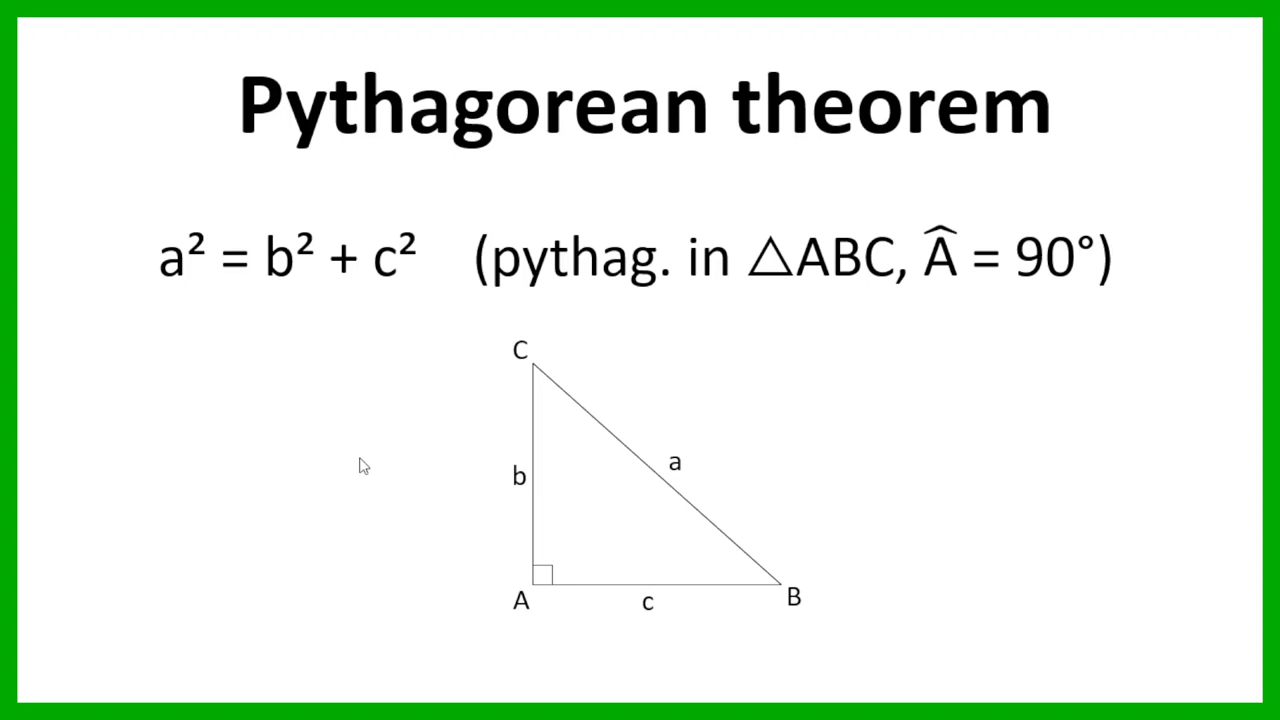 Pythagorean theorem
a² = b² + c² (pythag. in △ABC, Â = 90°)
C
b
a
A
c
B